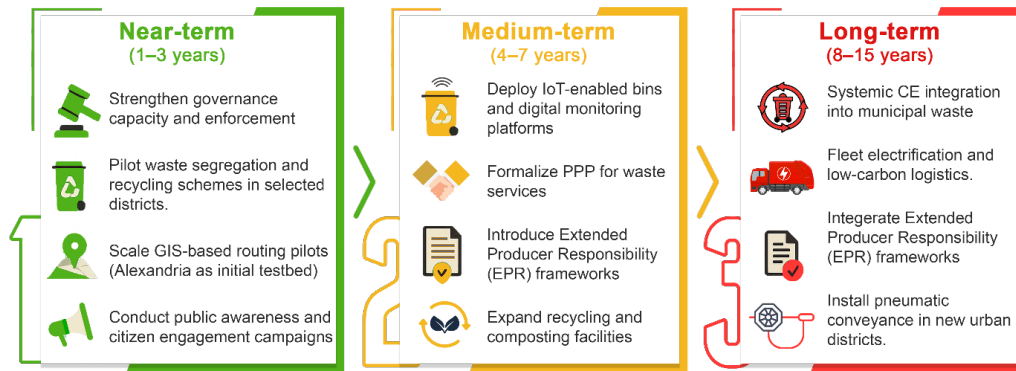 Near-term
(1–3 years)
Strengthen governance
capacity and enforcement
Pilot waste segregation and
recycling schemes in selected
districts.
Scale GIS-based routing pilots
(Alexandria as initial testbed)
Conduct public awareness and
citizen engagement campaigns
1
Medium-term
(4–7 years)
Deploy IoT-enabled bins
and digital monitoring
platforms
Formalize PPP for waste
services
Introduce Extended
Producer Responsibility
(EPR) frameworks
Expand recycling and
composting facilities
2
Long-term
(8–15 years)
Systemic CE integration
into municipal waste
Fleet electrification and
low-carbon logistics.
Integerate Extended
Producer Responsibility
(EPR) frameworks
Install pneumatic
conveyance in new urban
districts.
3